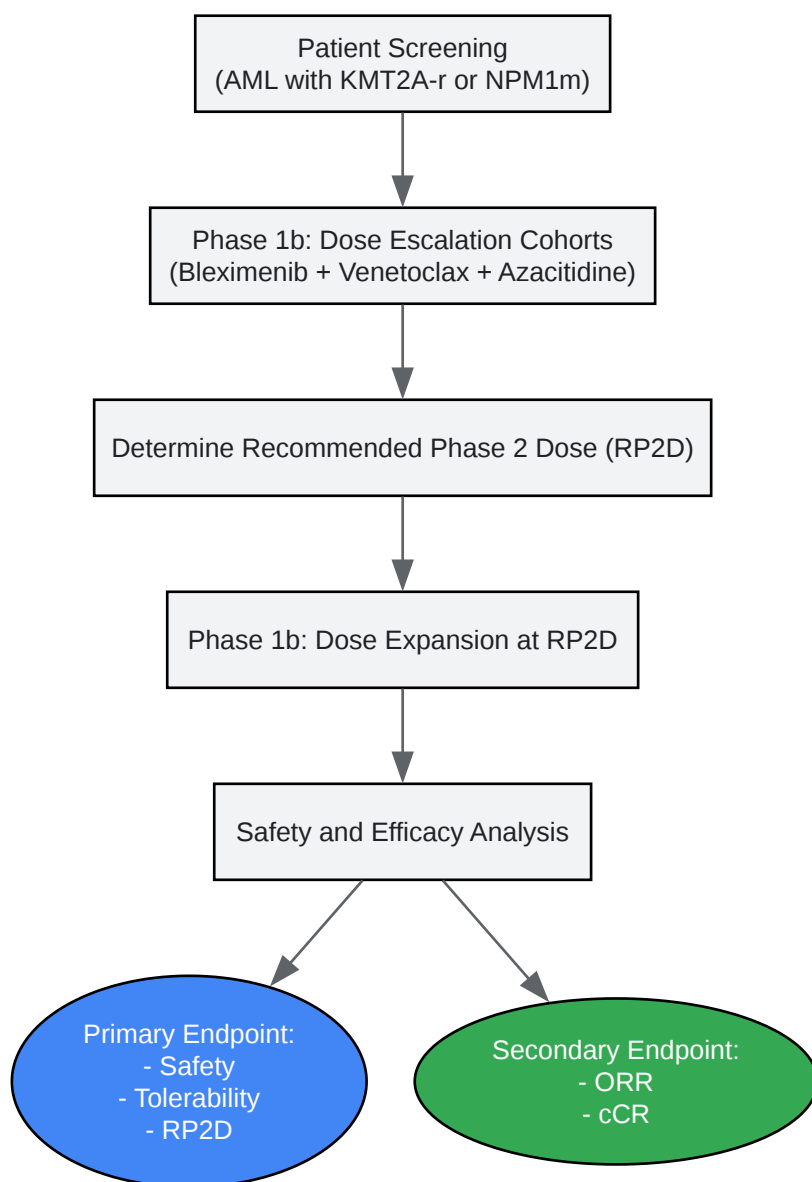 Patient Screening
(AML with KMT2A-r or NPM1m)
Phase 1b: Dose Escalation Cohorts
(Bleximenib + Venetoclax + Azacitidine)
Determine Recommended Phase 2 Dose (RP2D)
Phase 1b: Dose Expansion at RP2D
Safety and Efficacy Analysis
Primary Endpoint:
- Safety
- Tolerability
- RP2D
Secondary Endpoint:
- ORR
- cCR